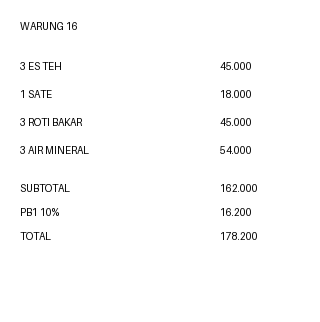 WARUNG 16
3 ES TEH 45.000
1 SATE 18.000
3 ROTI BAKAR 45.000
3 AIR MINERAL 54.000
SUBTOTAL 162.000
PB1 10% 16.200
TOTAL 178.200